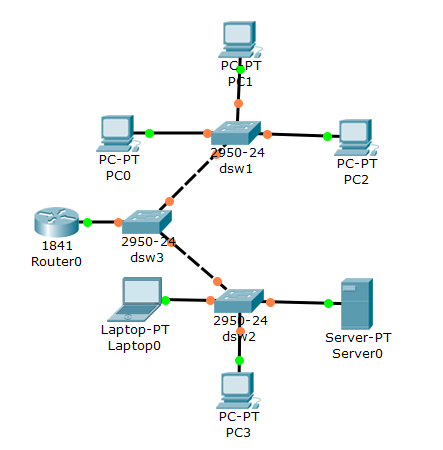 PC-PT
PC1
2950-24
dsw1
PC-PT
PC0
PC-PT
PC2
1841
Router0
2950-24
dsw3
Laptop-PT
Laptop0
2950-24
dsw2
Server-PT
Server0
PC-PT
PC3